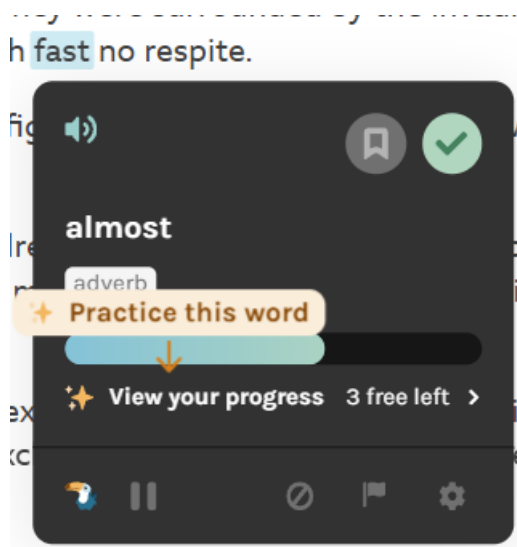 h fast no respite.
almost
adverb
Practice this word
View your progress 3 free left